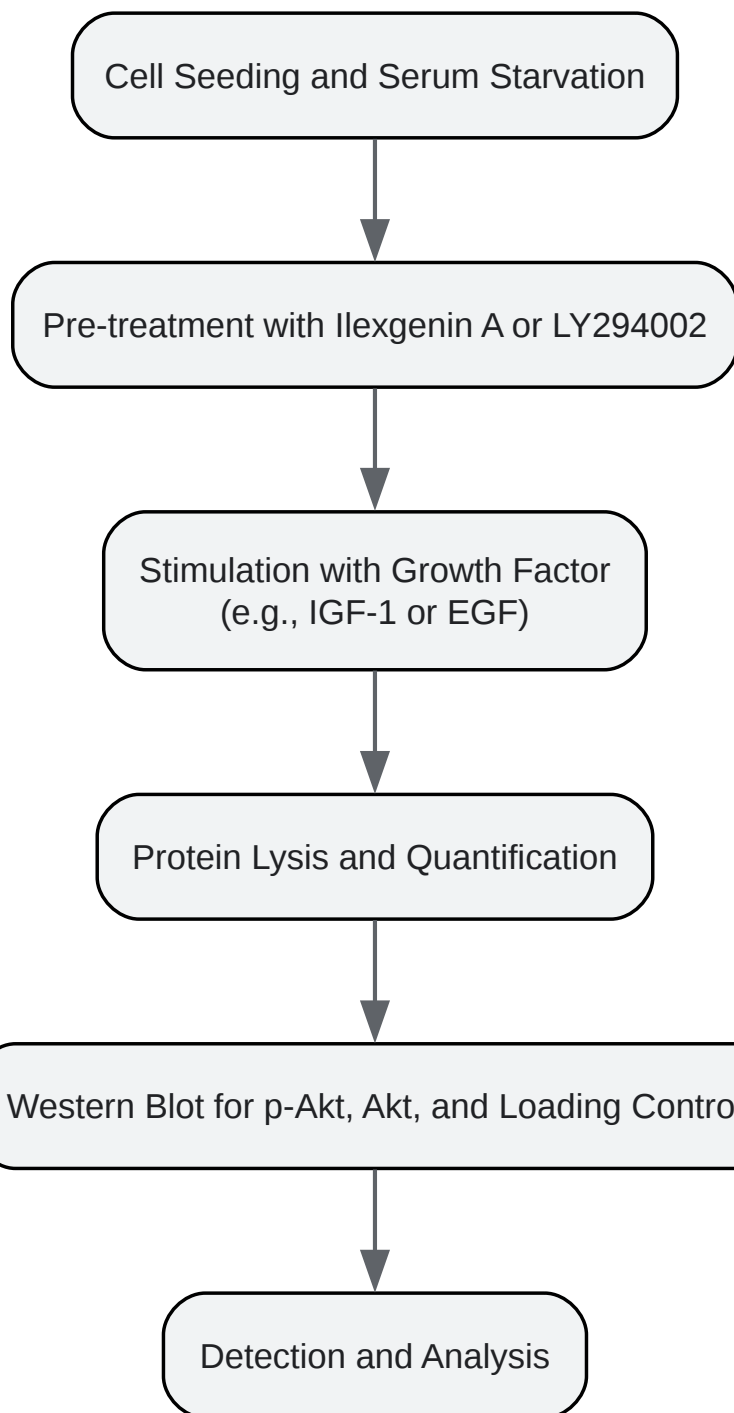 Cell Seeding and Serum Starvation
Pre-treatment with Ilexgenin A or LY294002
Stimulation with Growth Factor
(e.g., IGF-1 or EGF)
Protein Lysis and Quantification
Western Blot for p-Akt, Akt, and Loading Contro
Detection and Analysis